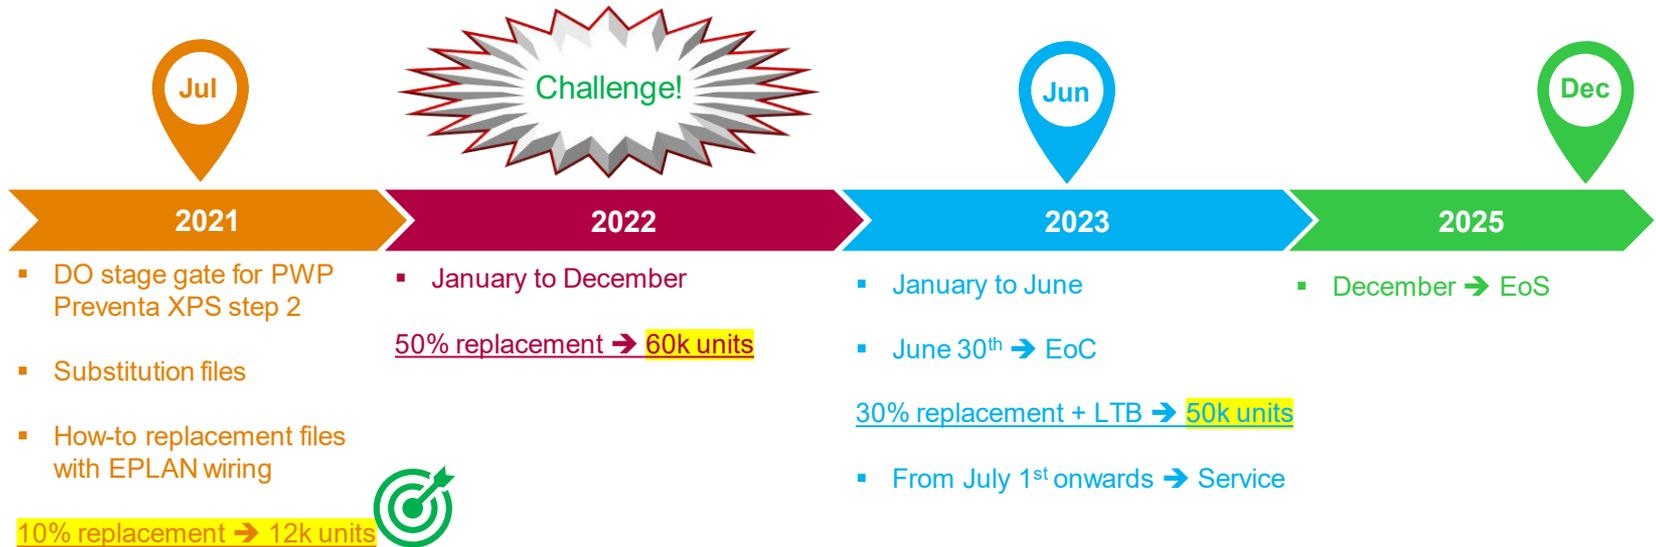 Jul
Challenge!
Jun
Dec
2021
2022
2023
2025
▪ DO stage gate for PWP
Preventa XPS step 2
▪ Substitution files
▪ How-to replacement files
with EPLAN wiring
10% replacement ➔ 12k units
▪ January to December
50% replacement ➔ 60k units
▪ January to June
▪ June 30th ➔ EoC
30% replacement + LTB ➔ 50k units
▪ From July 1st onwards ➔ Service
▪ December ➔ EoS